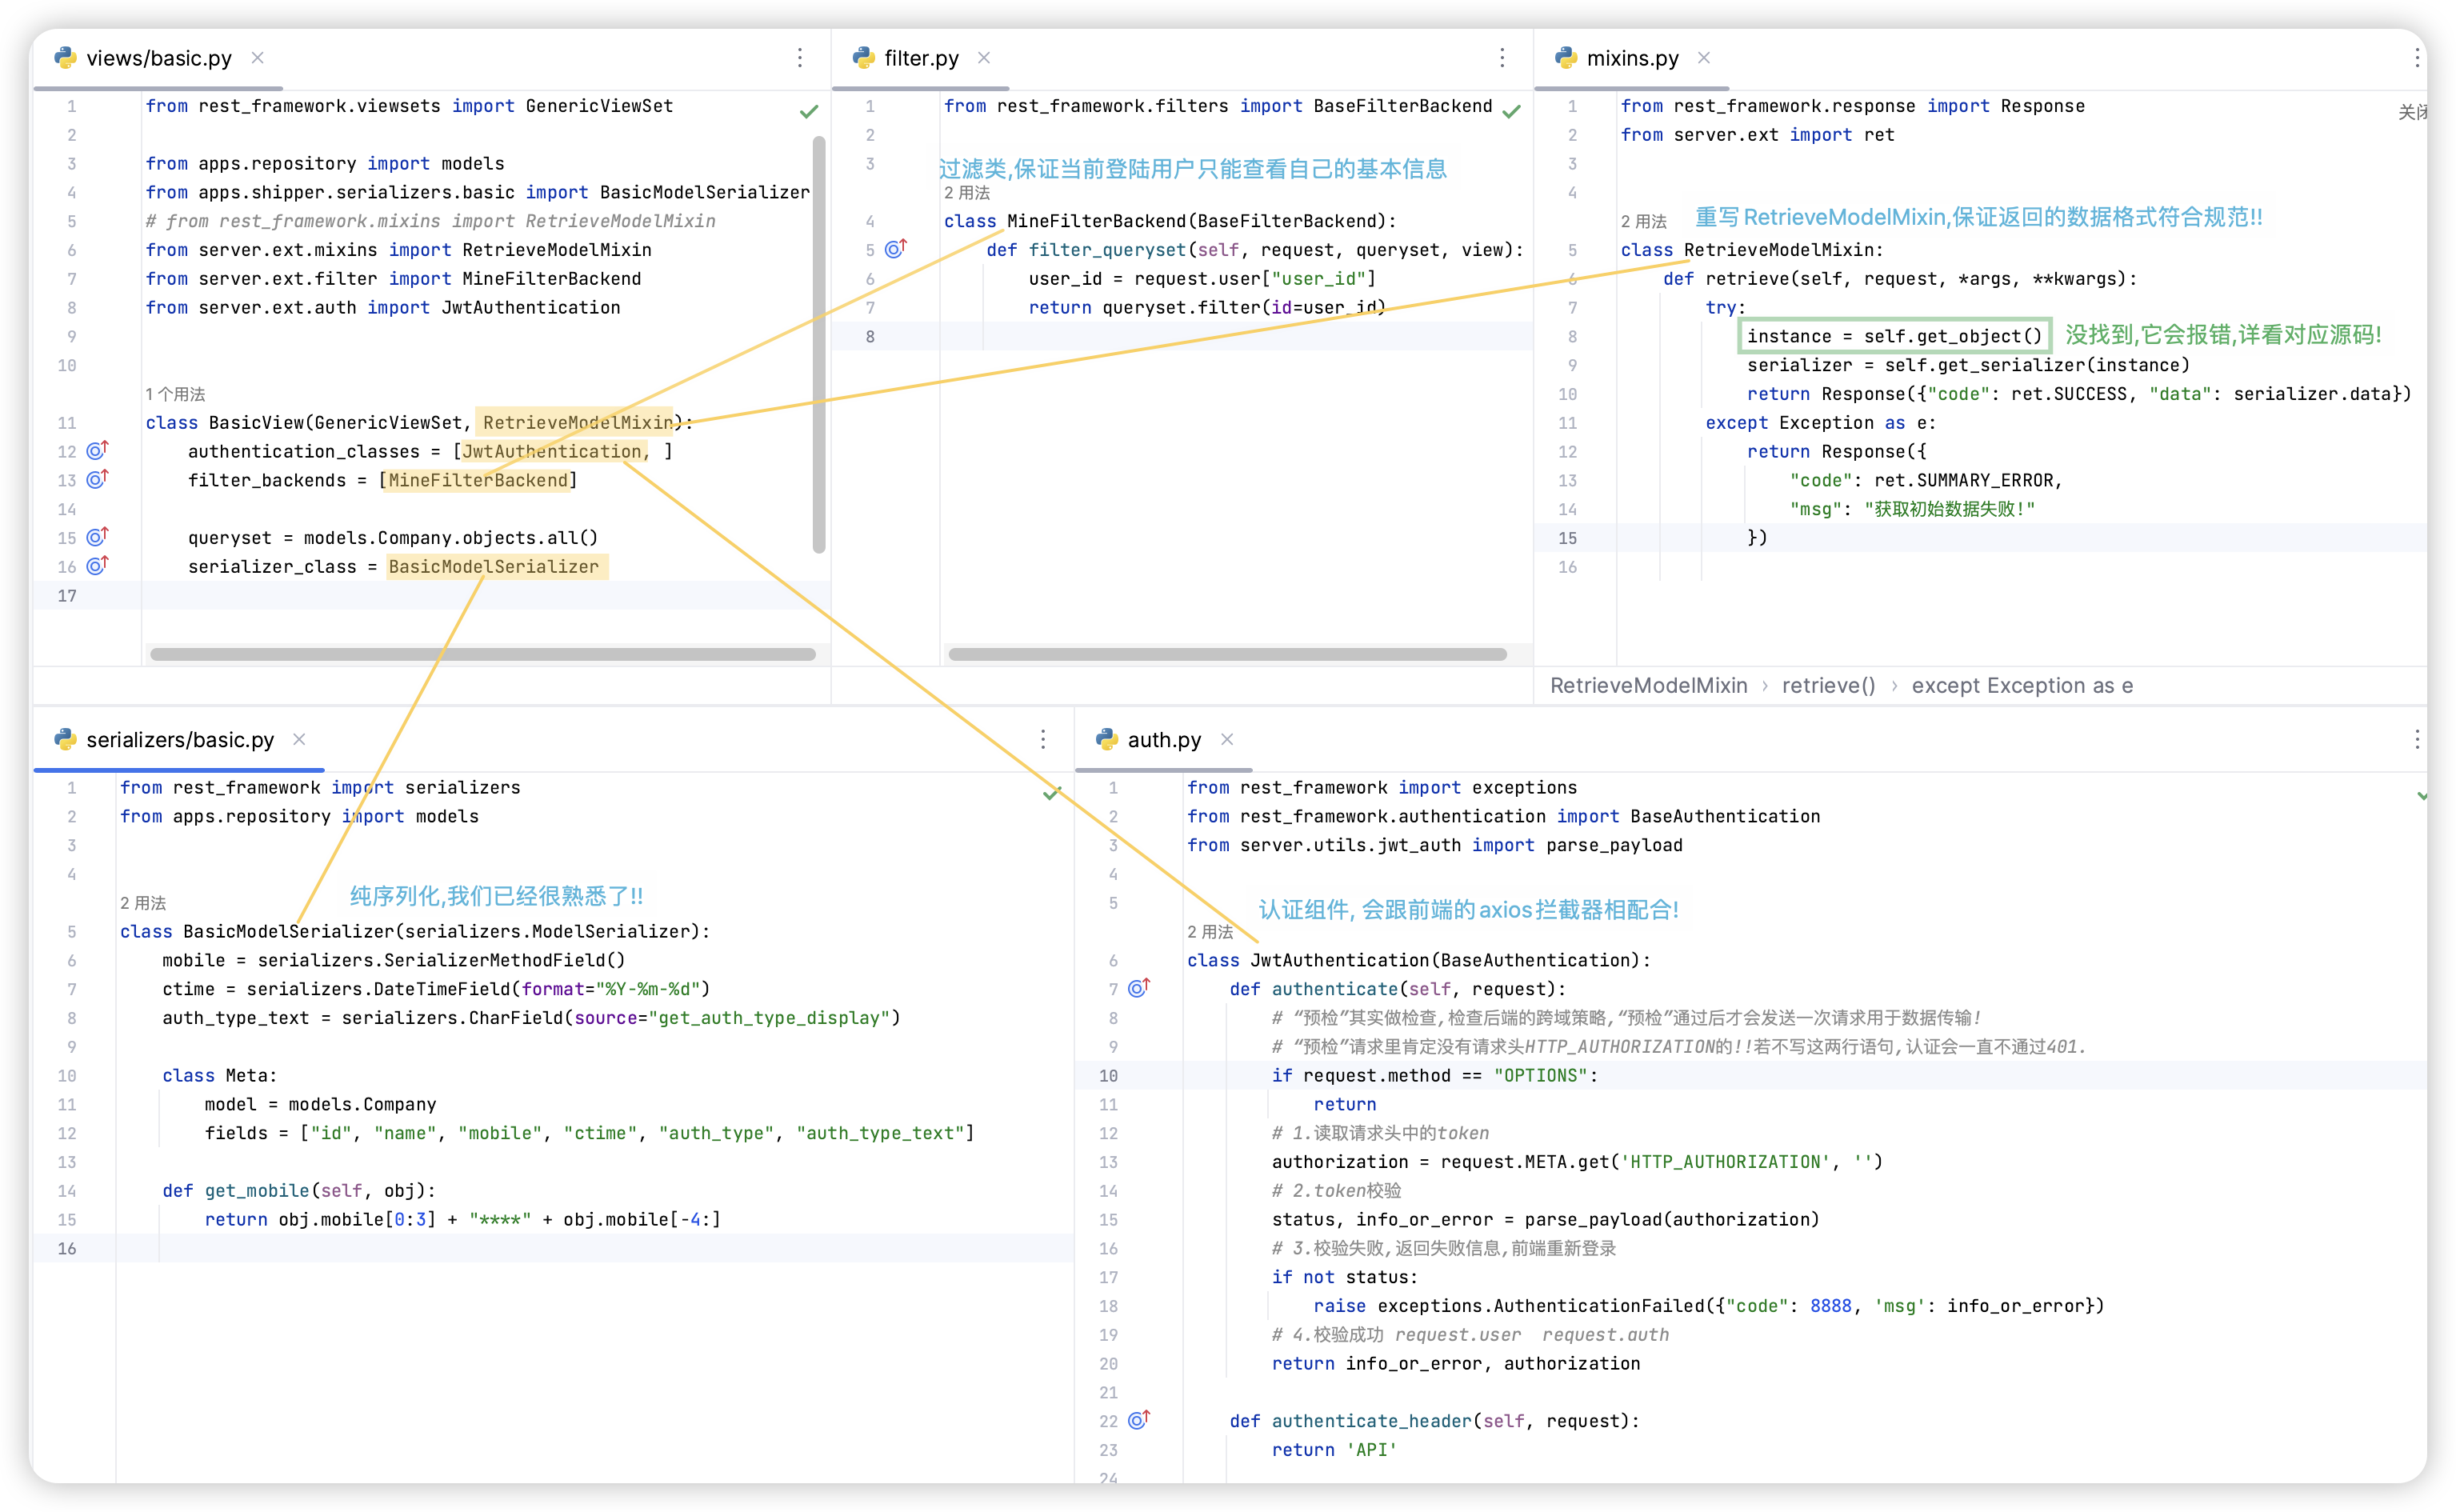 views/basic.py
1 from rest_framework.viewsets import GenericViewSet
2
3 from apps.repository import models
4 from apps.shipper.serializers.basic import BasicModelSerializer
5 # from rest_framework.mixins import RetrieveModelMixin
6 from server.ext.mixins import RetrieveModelMixin
7 from server.ext.filter import MineFilterBackend
8 from server.ext.auth import JwtAuthentication
9
10
1 个用法
11 class BasicView(GenericViewSet, RetrieveModelMixin):
12 authentication_classes = [JwtAuthentication, ]
13 filter_backends = [MineFilterBackend]
14
15 queryset = models.Company.objects.all()
16 serializer_class = BasicModelSerializer
17
filter.py
1 from rest_framework.filters import BaseFilterBackend
2
3
过滤类,保证当前登陆用户只能查看自己的基本信息
2 用法
4 class MineFilterBackend(BaseFilterBackend):
5 def filter_queryset(self, request, queryset, view):
6 user_id = request.user["user_id"]
7 return queryset.filter(id=user_id)
8
mixins.py
关闭
1 from rest_framework.response import Response
2 from server.ext import ret
3
4
2 用法 重写RetrieveModelMixin,保证返回的数据格式符合规范!!
5 class RetrieveModelMixin:
6 def retrieve(self, request, *args, **kwargs):
7 try:
8 instance = self.get_object() 没找到,它会报错,详看对应源码!
9 serializer = self.get_serializer(instance)
10 return Response({"code": ret.SUCCESS, "data": serializer.data})
11 except Exception as e:
12 return Response({
13 "code": ret.SUMMARY_ERROR,
14 "msg": "获取初始数据失败!"
15 })
16
RetrieveModelMixin › retrieve() › except Exception as e
serializers/basic.py
1 from rest_framework import serializers
2 from apps.repository import models
3
4
纯序列化,我们已经很熟悉了!!
2 用法
5 class BasicModelSerializer(serializers.ModelSerializer):
6 mobile = serializers.SerializerMethodField()
7 ctime = serializers.DateTimeField(format="%Y-%m-%d")
8 auth_type_text = serializers.CharField(source="get_auth_type_display")
9
10 class Meta:
11 model = models.Company
12 fields = ["id", "name", "mobile", "ctime", "auth_type", "auth_type_text"]
13
14 def get_mobile(self, obj):
15 return obj.mobile[0:3] + "****" + obj.mobile[-4:]
16
auth.py
1 from rest_framework import exceptions
2 from rest_framework.authentication import BaseAuthentication
3 from server.utils.jwt_auth import parse_payload
4
5
认证组件, 会跟前端的axios拦截器相配合!
2 用法
6 class JwtAuthentication(BaseAuthentication):
7 def authenticate(self, request):
8 # “预检”其实做检查,检查后端的跨域策略,“预检”通过后才会发送一次请求用于数据传输!
9 # “预检”请求里肯定没有请求头HTTP_AUTHORIZATION的!!若不写这两行语句,认证会一直不通过401.
10 if request.method == "OPTIONS":
11 return
12 # 1.读取请求头中的token
13 authorization = request.META.get('HTTP_AUTHORIZATION', '')
14 # 2.token校验
15 status, info_or_error = parse_payload(authorization)
16 # 3.校验失败,返回失败信息,前端重新登录
17 if not status:
18 raise exceptions.AuthenticationFailed({"code": 8888, 'msg': info_or_error})
19 # 4.校验成功 request.user request.auth
20 return info_or_error, authorization
21
22 def authenticate_header(self, request):
23 return 'API'
24